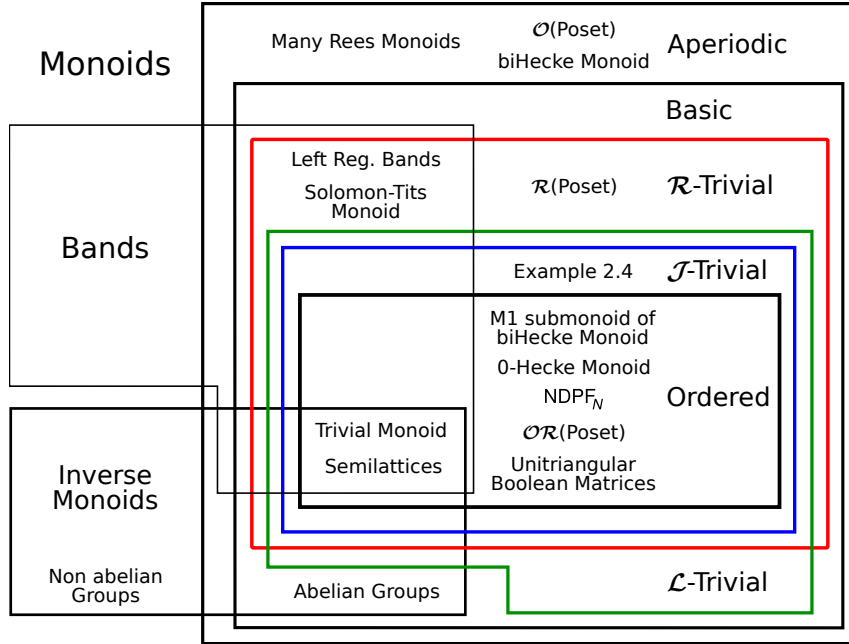 Monoids
Many Rees Monoids
𝒪(Poset)
biHecke Monoid
Aperiodic
Basic
Left Reg. Bands
Solomon-Tits
Monoid
ℛ(Poset)
ℛ-Trivial
Bands
Example 2.4
𝒥-Trivial
M1 submonoid of
biHecke Monoid
0-Hecke Monoid
NDPF_N
Ordered
𝒪ℛ(Poset)
Unitriangular
Boolean Matrices
Trivial Monoid
Semilattices
Inverse
Monoids
Non abelian
Groups
Abelian Groups
ℒ-Trivial